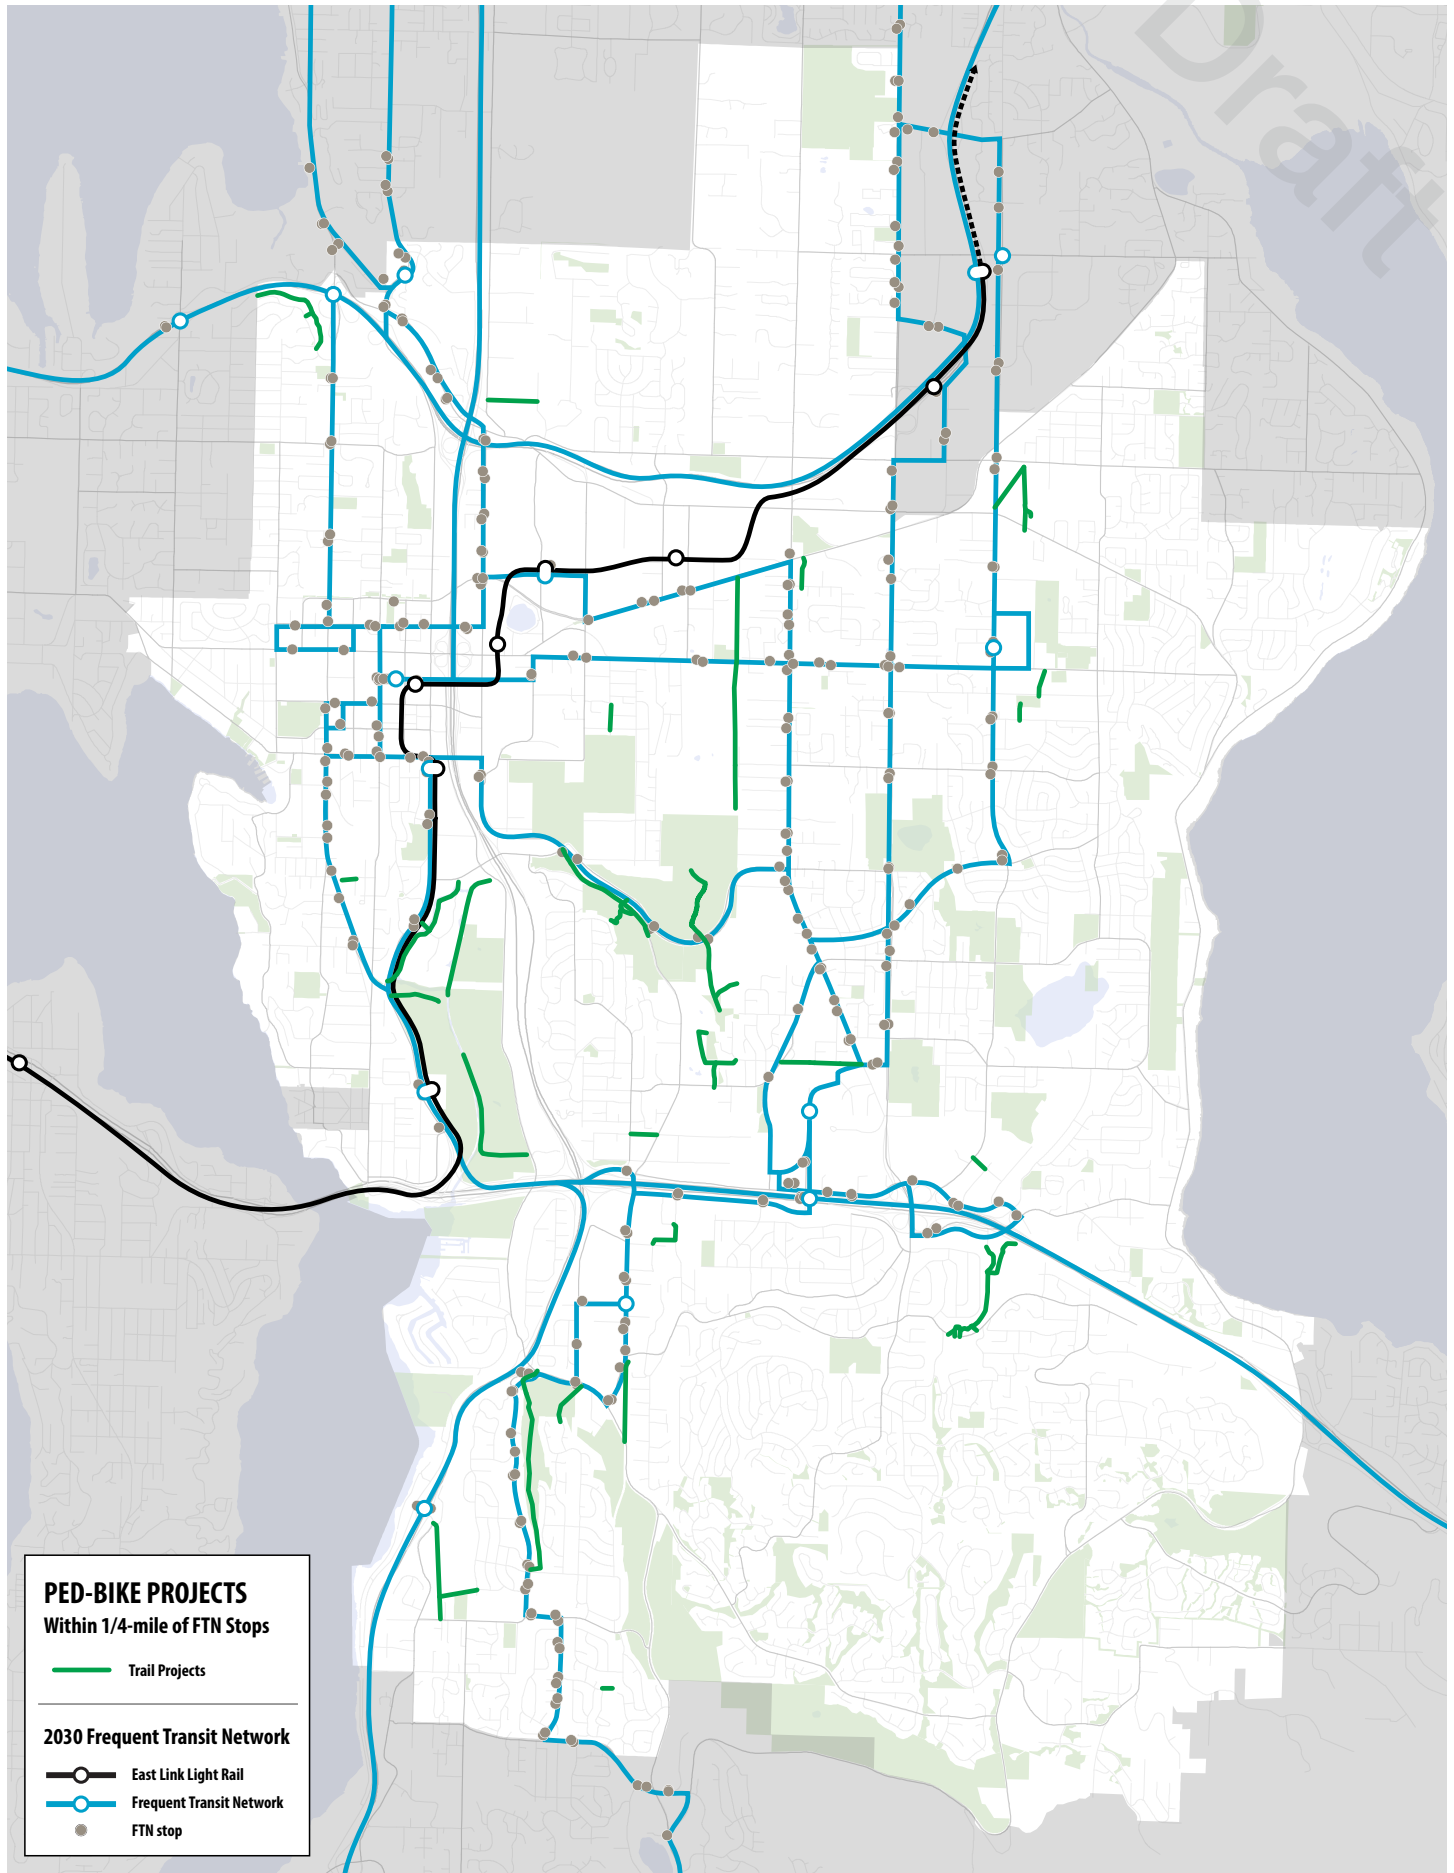 Draft
PED-BIKE PROJECTS
Within 1/4-mile of FTN Stops
Trail Projects
2030 Frequent Transit Network
East Link Light Rail
Frequent Transit Network
FTN stop